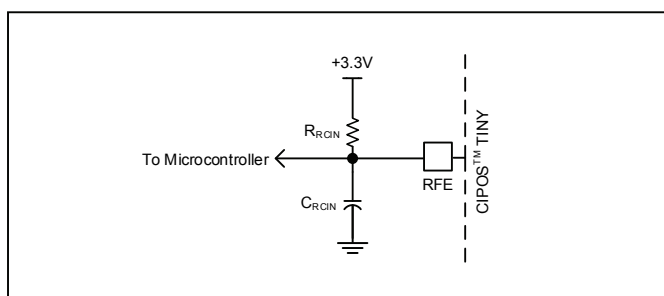 +3.3V
RRCIN
To Microcontroller
RFE
CRCIN
CIPOS™ TINY